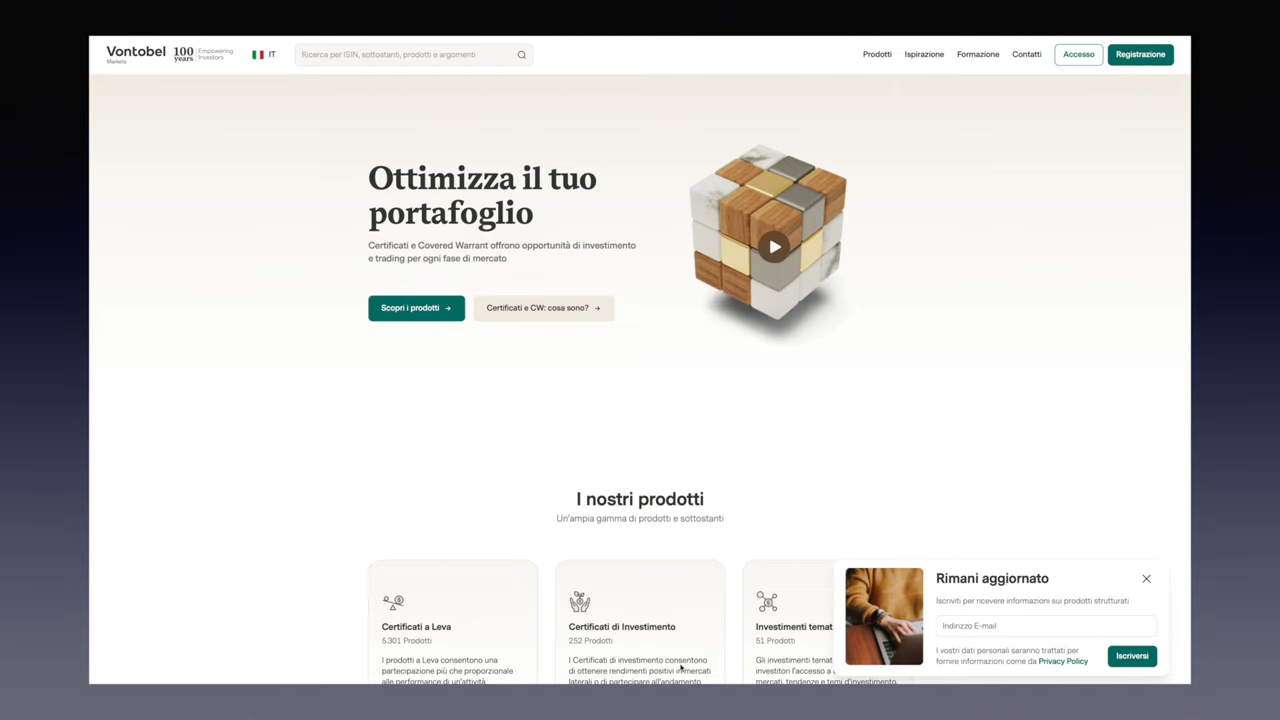 Vontobel
Markets
100 years
Empowering
Investors
IT
Ricerca per ISIN, sottostanti, prodotti e argomenti
Prodotti
Ispirazione
Formazione
Contatti
Accesso
Registrazione
Ottimizza il tuo
portafoglio
Certificati e Covered Warrant offrono opportunità di investimento
e trading per ogni fase di mercato
Scopri i prodotti →
Certificati e CW: cosa sono? →
I nostri prodotti
Un'ampia gamma di prodotti e sottostanti
Certificati a Leva
5.301 Prodotti
I prodotti a Leva consentono una
partecipazione più che proporzionale
alle performance di un'attività
Certificati di Investimento
252 Prodotti
I Certificati di investimento consentono
di ottenere rendimenti positivi in mercati
laterali o di partecipare all'andamento
Investimenti temat
51 Prodotti
Gli investimenti temat
investitori l'accesso a
mercati, tendenze e temi d'investimento.
Rimani aggiornato
Iscriviti per ricevere informazioni sui prodotti strutturati
Indirizzo E-mail
I vostri dati personali saranno trattati per
fornire informazioni come da Privacy Policy
Iscriversi